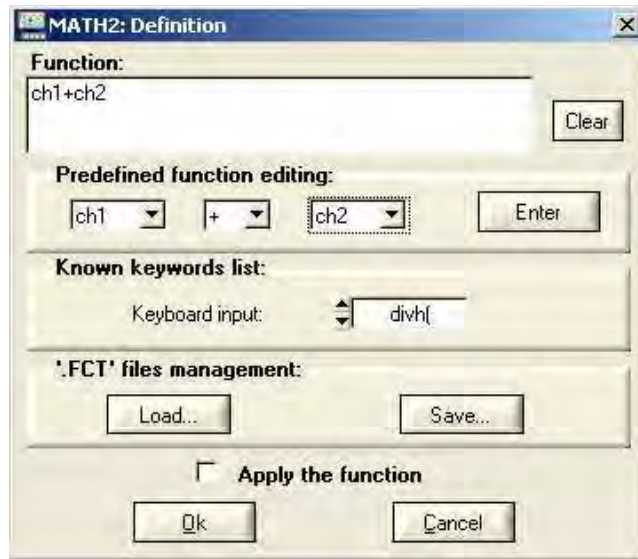 MATH2: Definition
Function:
ch1+ch2
Clear
Predefined function editing:
ch1 + ch2 Enter
Known keywords list:
Keyboard input: divh(
'.FCT' files management:
Load... Save...
Apply the function
Ok Cancel